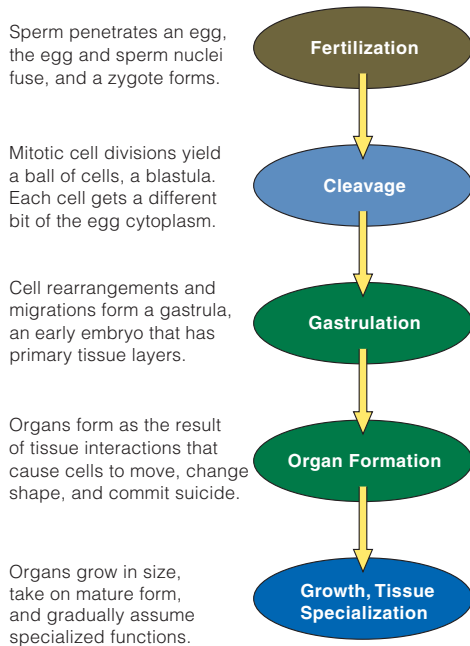 Sperm penetrates an egg,
the egg and sperm nuclei
fuse, and a zygote forms.
Fertilization
Mitotic cell divisions yield
a ball of cells, a blastula.
Each cell gets a different
bit of the egg cytoplasm.
Cleavage
Cell rearrangements and
migrations form a gastrula,
an early embryo that has
primary tissue layers.
Gastrulation
Organs form as the result
of tissue interactions that
cause cells to move, change
shape, and commit suicide.
Organ Formation
Organs grow in size,
take on mature form,
and gradually assume
specialized functions.
Growth, Tissue
Specialization